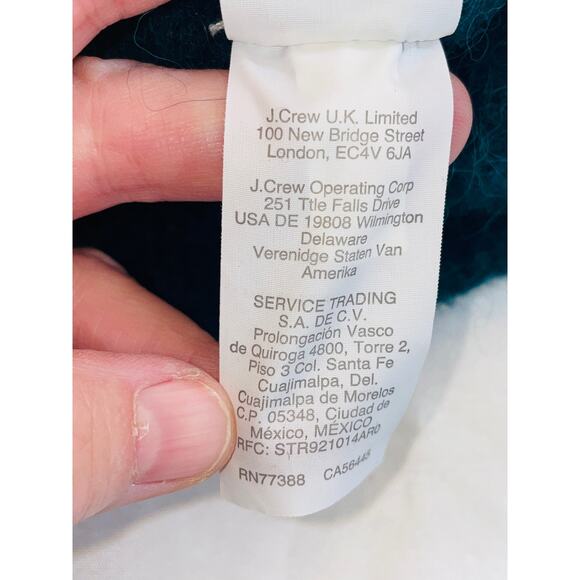 J.Crew U.K. Limited
100 New Bridge Street
London, EC4V 6JA
J.Crew Operating Corp
251 Ttle Falls Drive
USA DE 19808 Wilmington
Delaware
Verenidge Staten Van
Amerika
SERVICE TRADING
S.A. DE C.V.
Prolongación Vasco
de Quiroga 4800, Torre 2,
Piso 3 Col. Santa Fe
Cuajimalpa, Del.
Cuajimalpa de Morelos
C.P. 05348, Ciudad de
México, MÉXICO
RFC: STR921014AR0
RN77388 CA56445